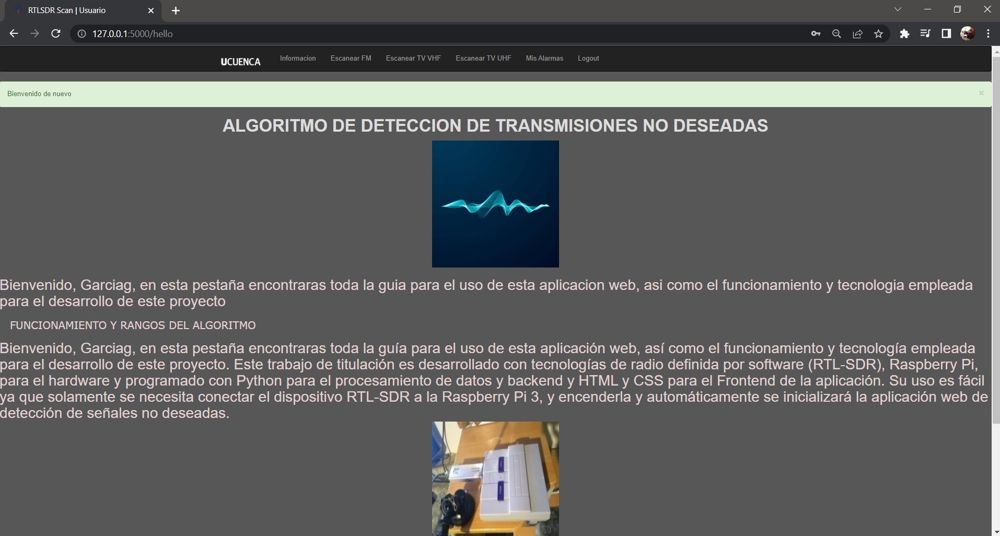 RTLSDR Scan | Usuario
127.0.0.1:5000/hello
UCUENCA Informacion Escanear FM Escanear TV VHF Escanear TV UHF Mis Alarmas Logout
Bienvenido de nuevo
ALGORITMO DE DETECCION DE TRANSMISIONES NO DESEADAS
Bienvenido, Garciag, en esta pestaña encontraras toda la guia para el uso de esta aplicacion web, asi como el funcionamiento y tecnologia empleada
para el desarrollo de este proyecto
FUNCIONAMIENTO Y RANGOS DEL ALGORITMO
Bienvenido, Garciag, en esta pestaña encontraras toda la guía para el uso de esta aplicación web, así como el funcionamiento y tecnología empleada
para el desarrollo de este proyecto. Este trabajo de titulación es desarrollado con tecnologías de radio definida por software (RTL-SDR), Raspberry Pi,
para el hardware y programado con Python para el procesamiento de datos y backend y HTML y CSS para el Frontend de la aplicación. Su uso es fácil
ya que solamente se necesita conectar el dispositivo RTL-SDR a la Raspberry Pi 3, y encenderla y automáticamente se inicializará la aplicación web de
detección de señales no deseadas.